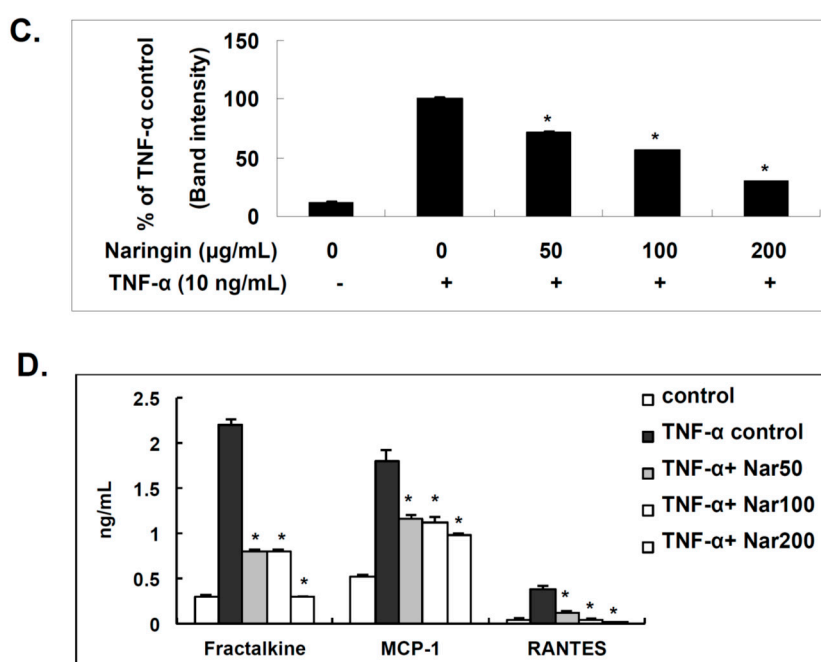 C.
% of TNF-α control
(Band intensity)
150
100
50
0
*
*
*
Naringin (μg/mL) 0 0 50 100 200
TNF-α (10 ng/mL) - + + + +
D.
ng/mL
2.5
2
1.5
1
0.5
0
* * *
* * *
* * *
Fractalkine MCP-1 RANTES
control
TNF-α control
TNF-α+ Nar50
TNF-α+ Nar100
TNF-α+ Nar200